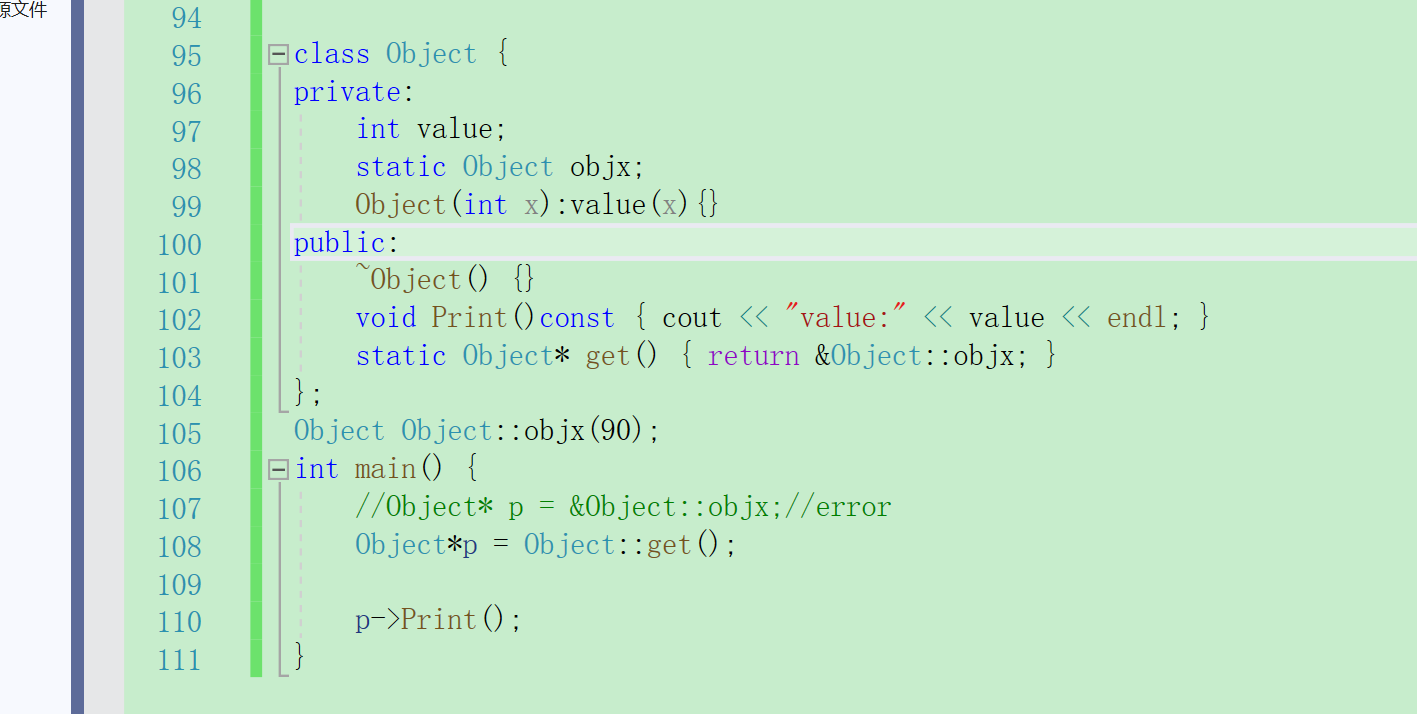 源文件
94
95 class Object {
96 private:
97     int value;
98     static Object objx;
99     Object(int x):value(x){}
100 public:
101     ~Object() {}
102     void Print()const { cout << "value:" << value << endl; }
103     static Object* get() { return &Object::objx; }
104 };
105 Object Object::objx(90);
106 int main() {
107     //Object* p = &Object::objx;//error
108     Object*p = Object::get();
109
110     p->Print();
111 }